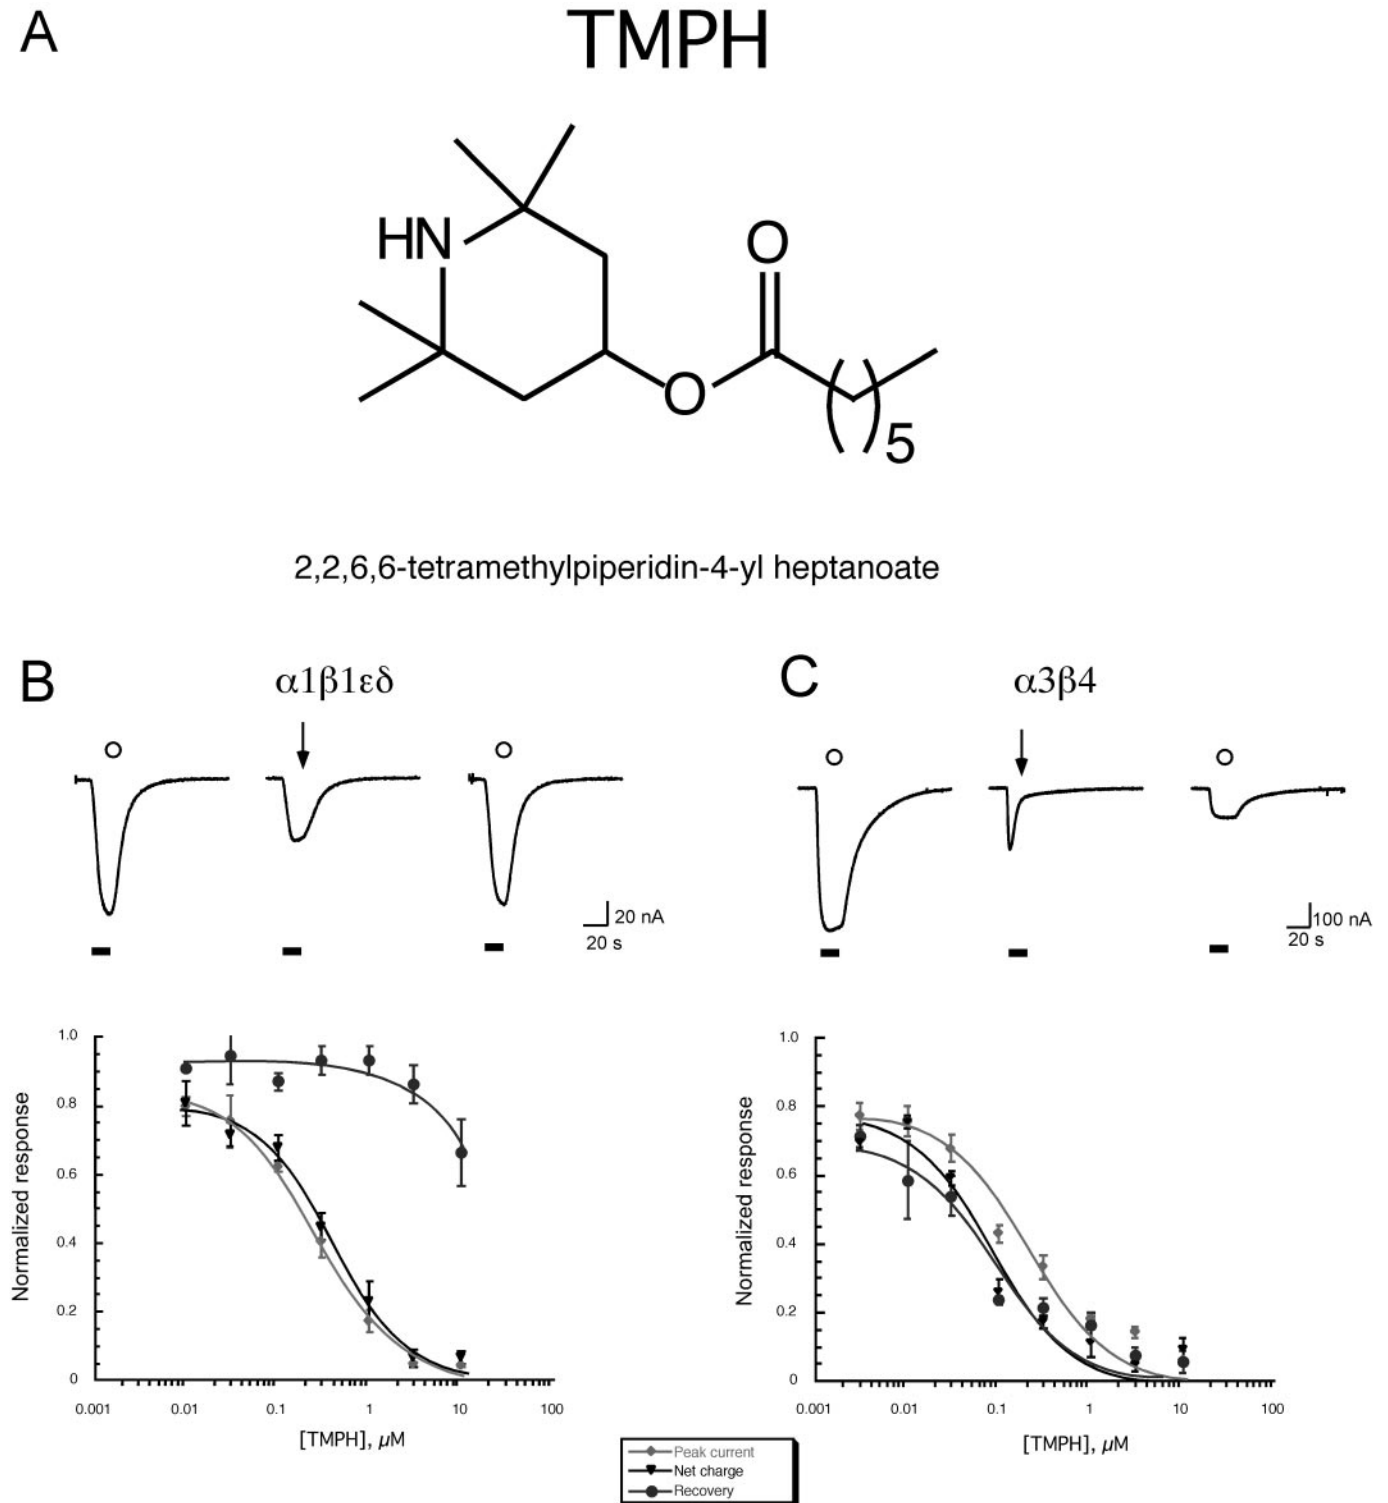 A
TMPH
HN
O
O
5
2,2,6,6-tetramethylpiperidin-4-yl heptanoate
B
α1β1εδ
20 nA
20 s
C
α3β4
100 nA
20 s
Normalized response
1.0
0.8
0.6
0.4
0.2
0
0.001 0.01 0.1 1 10 100
[TMPH], μM
Normalized response
1.0
0.8
0.6
0.4
0.2
0
0.001 0.01 0.1 1 10 100
[TMPH], μM
Peak current
Net charge
Recovery